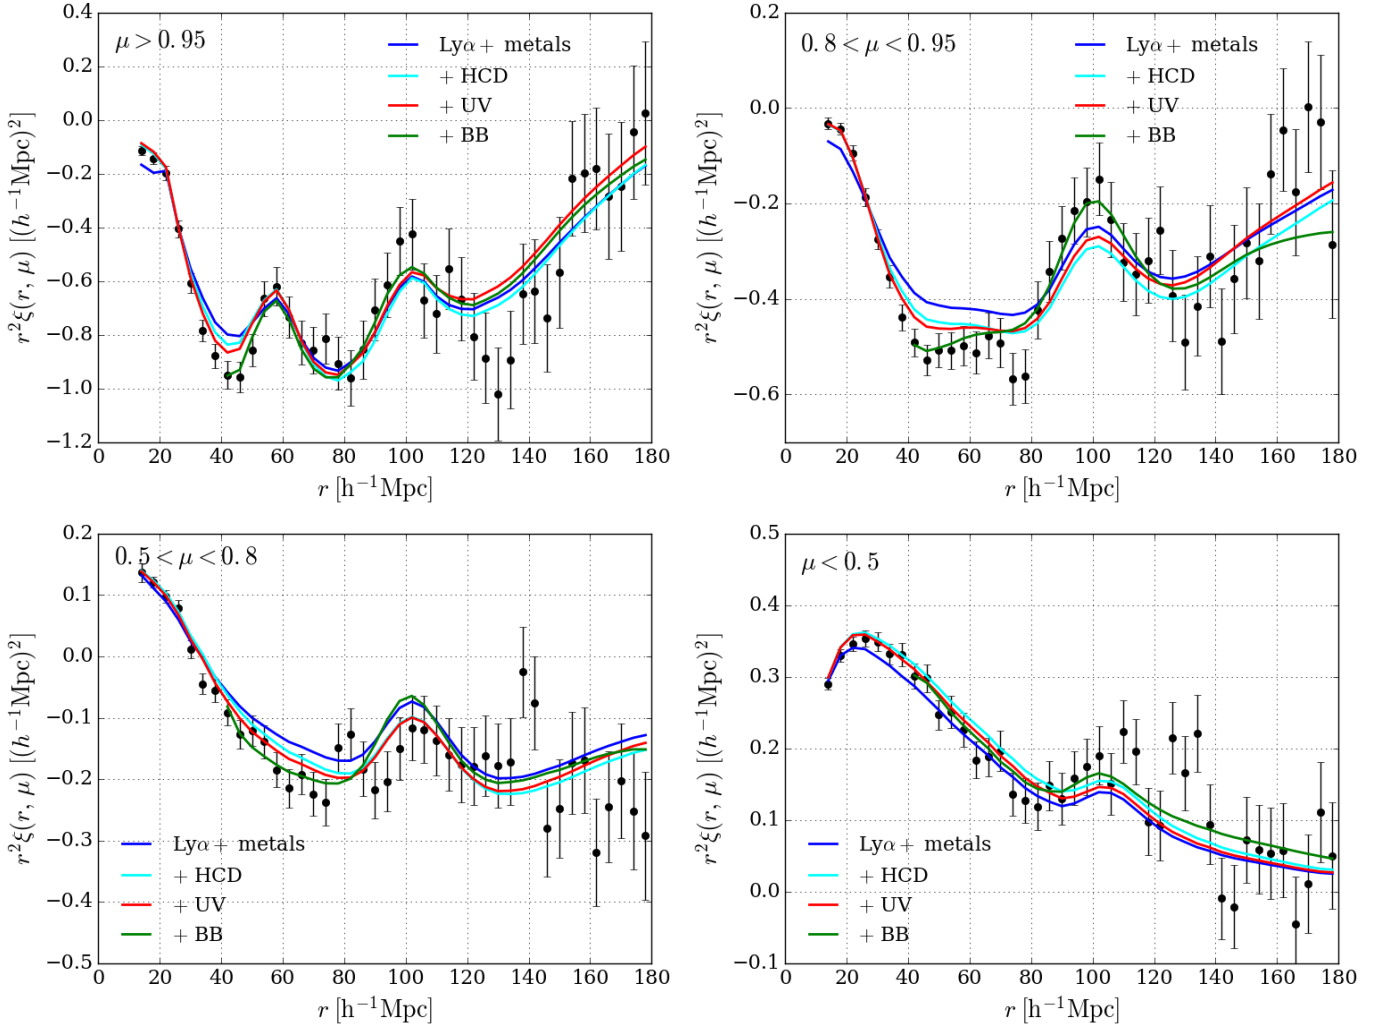 μ > 0.95
Lyα+ metals
+ HCD
+ UV
+ BB
r²ξ(r, μ) [(h⁻¹Mpc)²]
0.4
0.2
0.0
−0.2
−0.4
−0.6
−0.8
−1.0
−1.2
0 20 40 60 80 100 120 140 160 180
r [h⁻¹Mpc]
0.8 < μ < 0.95
Lyα+ metals
+ HCD
+ UV
+ BB
r²ξ(r, μ) [(h⁻¹Mpc)²]
0.2
0.0
−0.2
−0.4
−0.6
0 20 40 60 80 100 120 140 160 180
r [h⁻¹Mpc]
0.5 < μ < 0.8
Lyα+ metals
+ HCD
+ UV
+ BB
r²ξ(r, μ) [(h⁻¹Mpc)²]
0.2
0.1
0.0
−0.1
−0.2
−0.3
−0.4
−0.5
0 20 40 60 80 100 120 140 160 180
r [h⁻¹Mpc]
μ < 0.5
Lyα+ metals
+ HCD
+ UV
+ BB
r²ξ(r, μ) [(h⁻¹Mpc)²]
0.5
0.4
0.3
0.2
0.1
0.0
−0.1
0 20 40 60 80 100 120 140 160 180
r [h⁻¹Mpc]